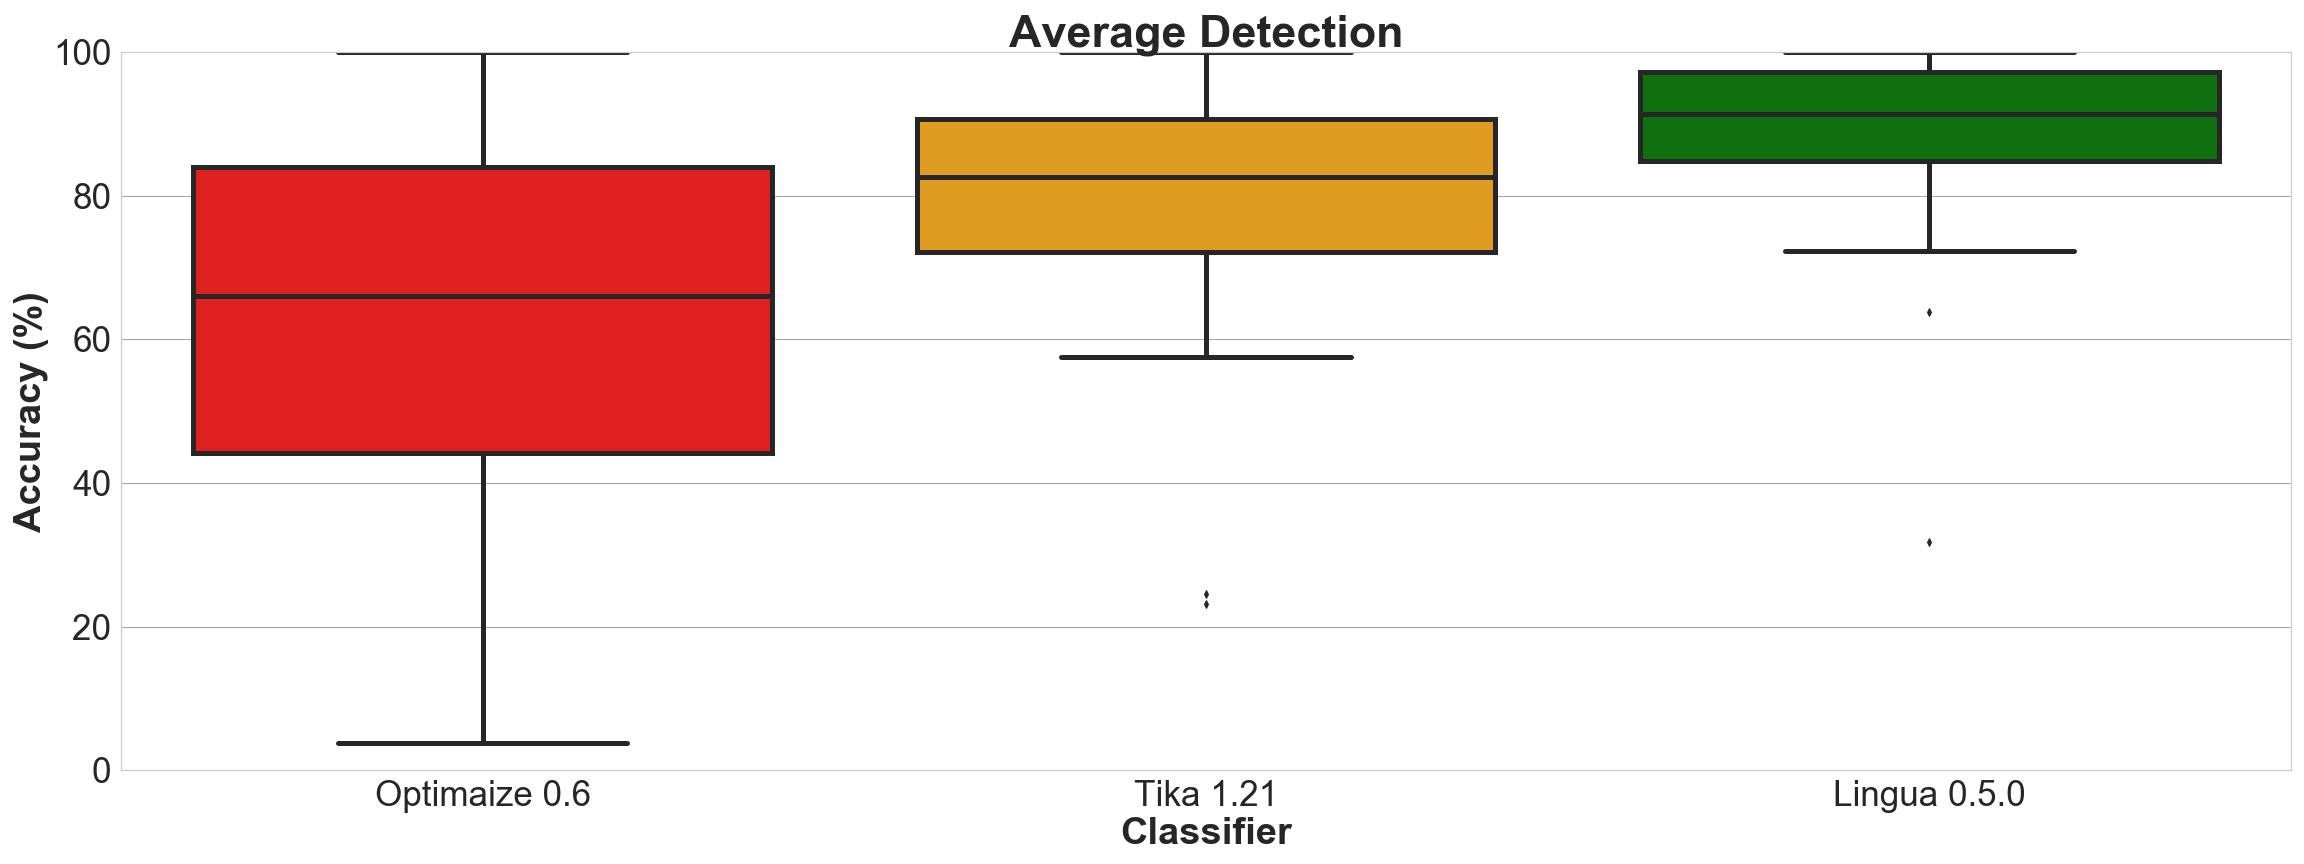 Average Detection
Accuracy (%)
100
80
60
40
20
0
Optimaize 0.6
Tika 1.21
Lingua 0.5.0
Classifier